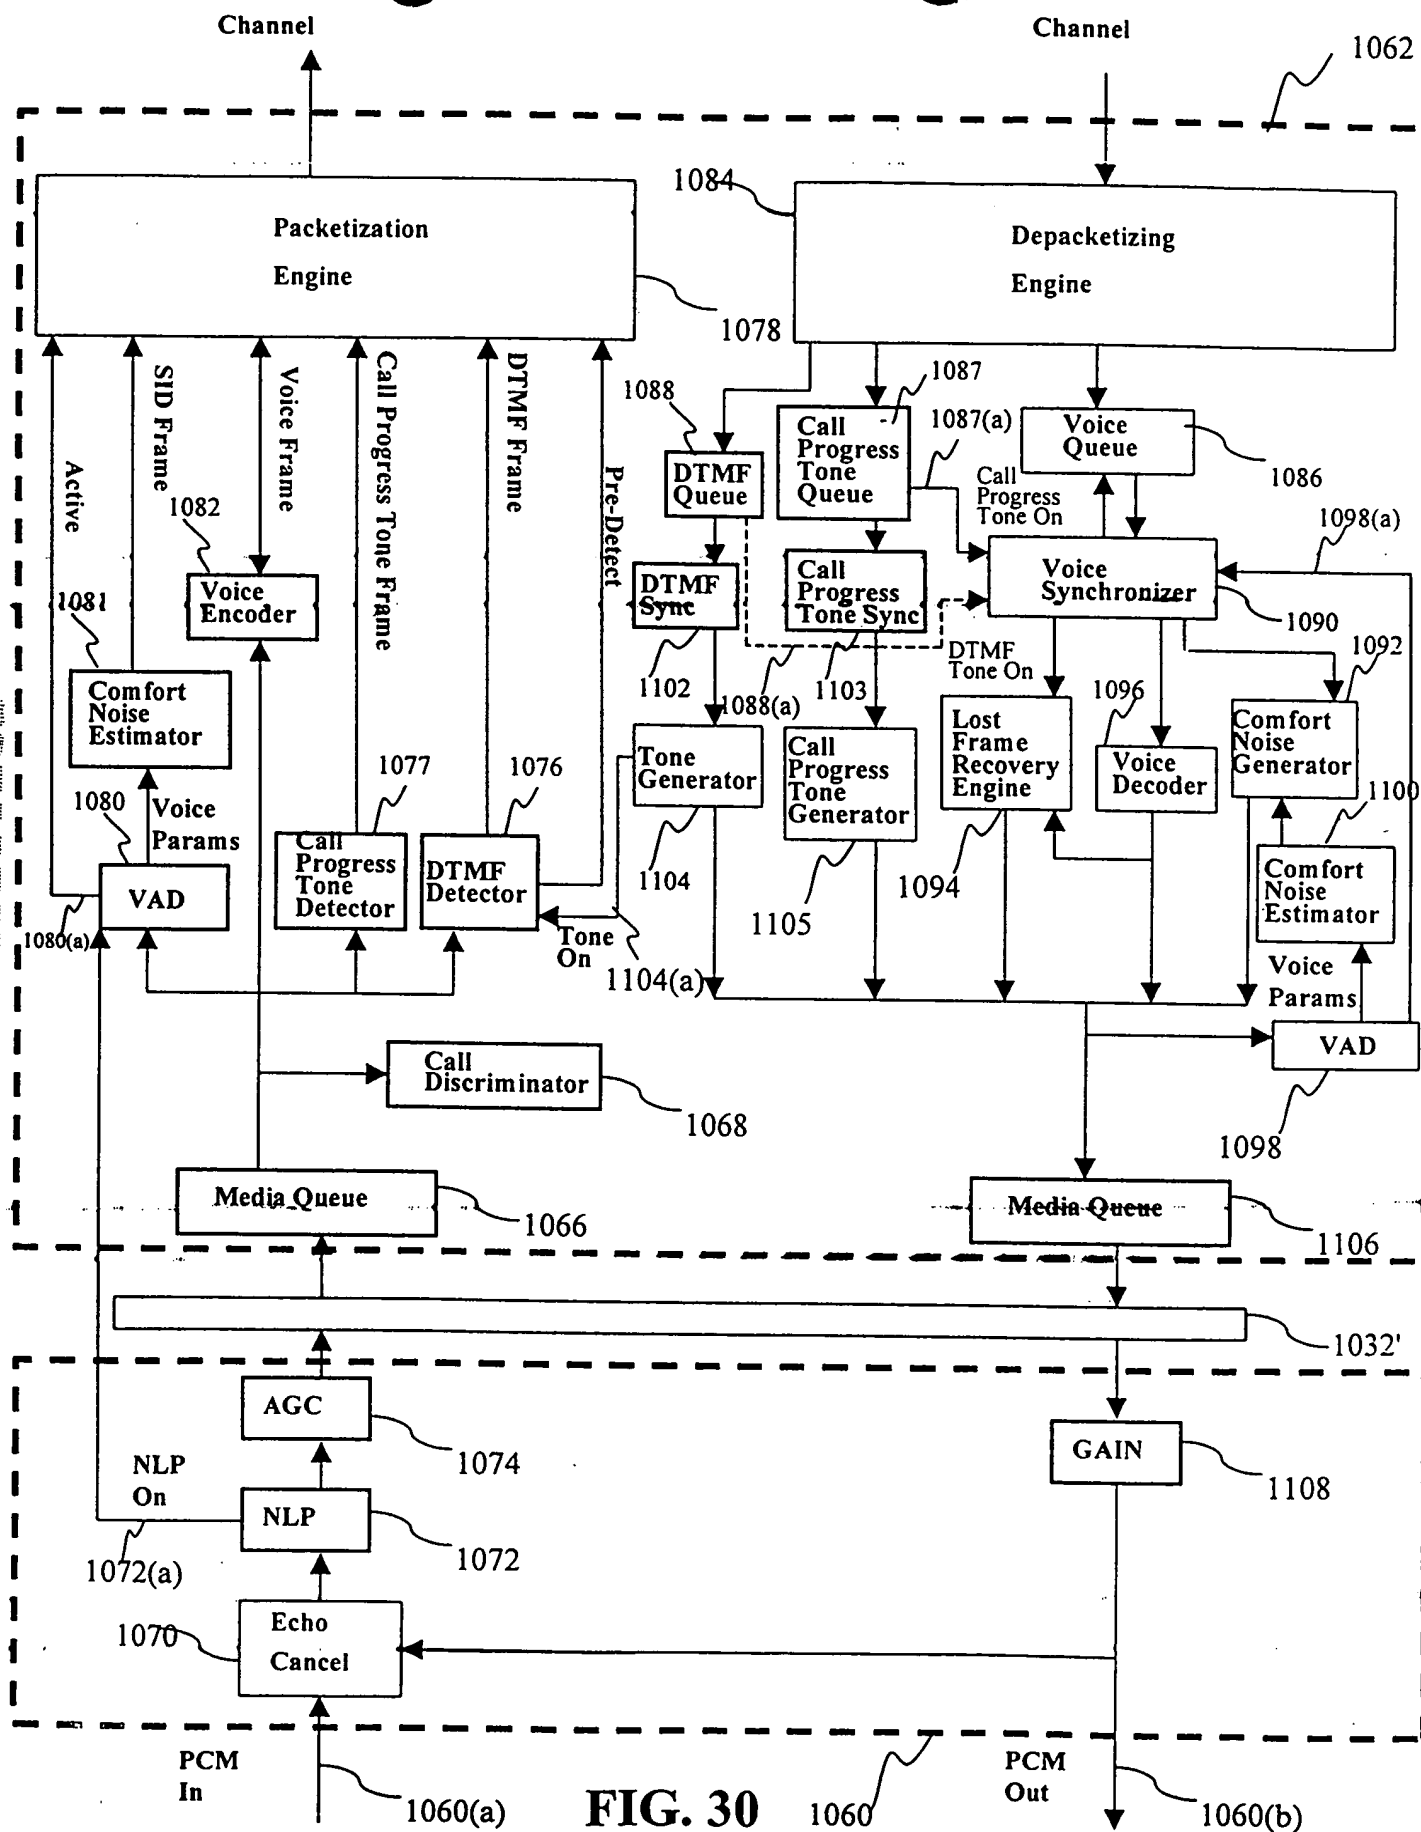 Channel
Channel
1062
1084
Packetization
Engine
Depacketizing
Engine
1078
Active
SID Frame
Voice Frame
Call Progress Tone Frame
DTMF Frame
Pre-Detect
1088
1087
1087(a)
Call
Progress
Tone
Queue
Voice
Queue
1086
DTMF
Queue
Call
Progress
Tone On
1098(a)
1082
Voice
Encoder
1081
DTMF
Sync
Call
Progress
Tone Sync
Voice
Synchronizer
1090
1092
DTMF
Tone On
1102
1088(a)
1103
1096
Comfort
Noise
Estimator
Lost
Frame
Recovery
Engine
Comfort
Noise
Generator
Tone
Generator
Call
Progress
Tone
Generator
Voice
Decoder
1077
1076
1080
Voice
Params
1100
Call
Progress
Tone
Detector
DTMF
Detector
1104
1094
1105
Comfort
Noise
Estimator
VAD
1080(a)
Tone
On
1104(a)
Voice
Params
VAD
Call
Discriminator
1068
1098
Media Queue
1066
Media Queue
1106
1032'
AGC
1074
GAIN
1108
NLP
On
NLP
1072
1072(a)
Echo
Cancel
1070
PCM
In
1060(a)
FIG. 30
1060
PCM
Out
1060(b)